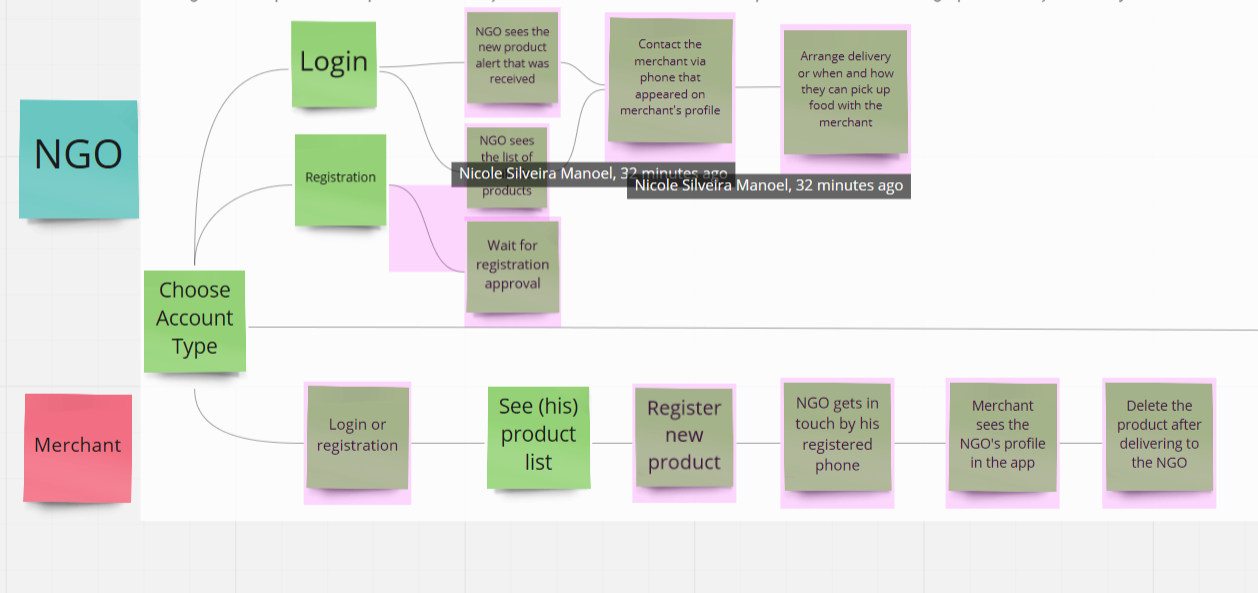 NGO
Login
NGO sees the
new product
alert that was
received
Contact the
merchant via
phone that
appeared on
merchant's profile
Arrange delivery
or when and how
they can pick up
food with the
merchant
Registration
NGO sees
the list of
products
Nicole Silveira Manoel, 32 minutes ago
Nicole Silveira Manoel, 32 minutes ago
Wait for
registration
approval
Choose
Account
Type
Merchant
Login or
registration
See (his)
product
list
Register
new
product
NGO gets in
touch by his
registered
phone
Merchant
sees the
NGO's profile
in the app
Delete the
product after
delivering to
the NGO